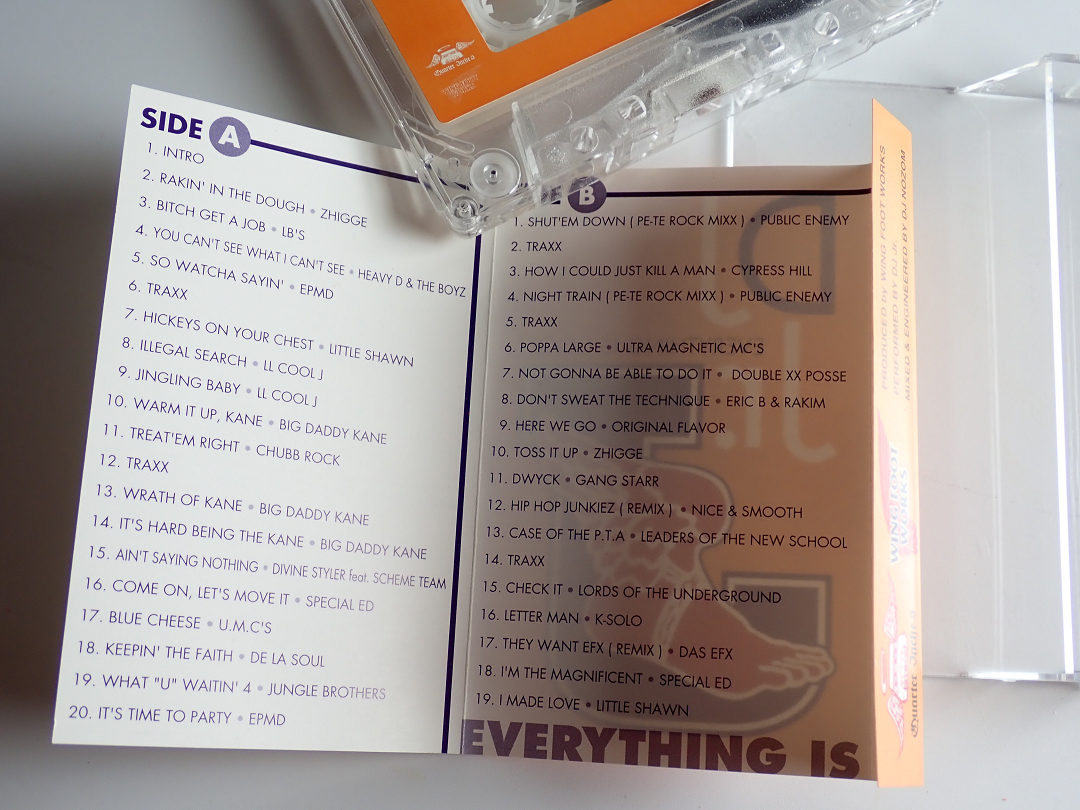 SIDE A
1. INTRO
2. RAKIN' IN THE DOUGH • ZHIGGE
3. BITCH GET A JOB • LB'S
4. YOU CAN'T SEE WHAT I CAN'T SEE • HEAVY D & THE BOYZ
5. SO WATCHA SAYIN' • EPMD
6. TRAXX
7. HICKEYS ON YOUR CHEST • LITTLE SHAWN
8. ILLEGAL SEARCH • LL COOL J
9. JINGLING BABY • LL COOL J
10. WARM IT UP, KANE • BIG DADDY KANE
11. TREAT'EM RIGHT • CHUBB ROCK
12. TRAXX
13. WRATH OF KANE • BIG DADDY KANE
14. IT'S HARD BEING THE KANE • BIG DADDY KANE
15. AIN'T SAYING NOTHING • DIVINE STYLER feat. SCHEME TEAM
16. COME ON, LET'S MOVE IT • SPECIAL ED
17. BLUE CHEESE • U.M.C'S
18. KEEPIN' THE FAITH • DE LA SOUL
19. WHAT "U" WAITIN' 4 • JUNGLE BROTHERS
20. IT'S TIME TO PARTY • EPMD
B
1. SHUT'EM DOWN ( PE-TE ROCK MIXX ) • PUBLIC ENEMY
2. TRAXX
3. HOW I COULD JUST KILL A MAN • CYPRESS HILL
4. NIGHT TRAIN ( PE-TE ROCK MIXX ) • PUBLIC ENEMY
5. TRAXX
6. POPPA LARGE • ULTRA MAGNETIC MC'S
7. NOT GONNA BE ABLE TO DO IT • DOUBLE XX POSSE
8. DON'T SWEAT THE TECHNIQUE • ERIC B & RAKIM
9. HERE WE GO • ORIGINAL FLAVOR
10. TOSS IT UP • ZHIGGE
11. DWYCK • GANG STARR
12. HIP HOP JUNKIEZ ( REMIX ) • NICE & SMOOTH
13. CASE OF THE P.T.A • LEADERS OF THE NEW SCHOOL
14. TRAXX
15. CHECK IT • LORDS OF THE UNDERGROUND
16. LETTER MAN • K-SOLO
17. THEY WANT EFX ( REMIX ) • DAS EFX
18. I'M THE MAGNIFICENT • SPECIAL ED
19. I MADE LOVE • LITTLE SHAWN
EVERYTHING IS
PRODUCED by WING FOOT WORKS
PERFORMED BY DJ Jr.
MIXED & ENGINEERED BY DJ NOZOM
WING FOOT
WORKS